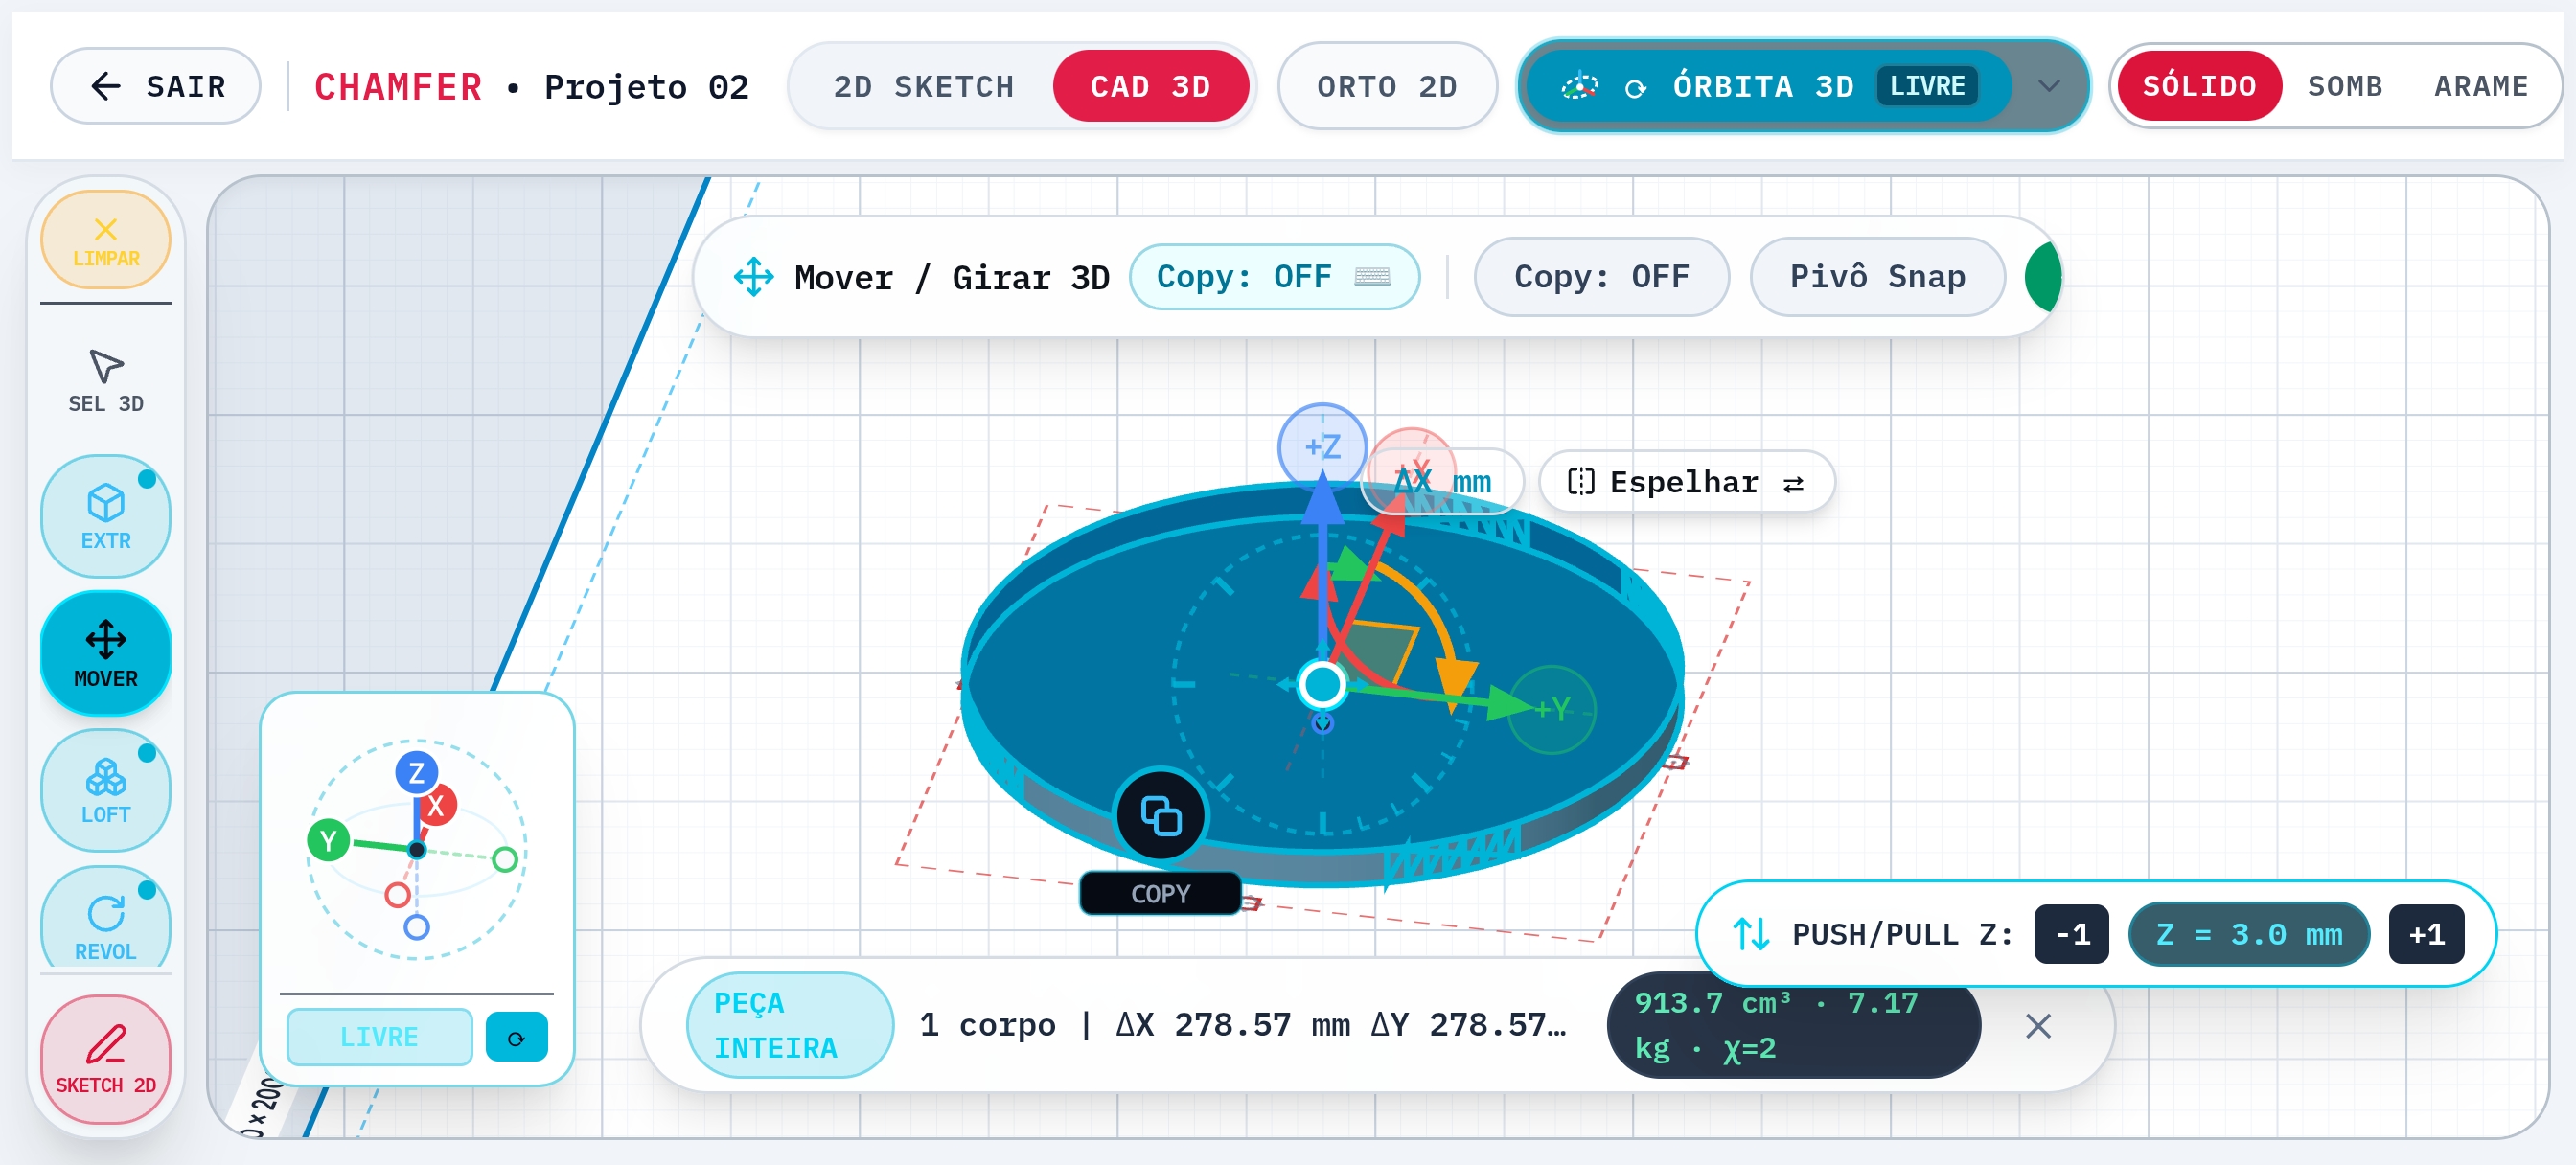 SAIR
CHAMFER • Projeto 02
2D SKETCH
CAD 3D
ORTO 2D
⟳ ÓRBITA 3D LIVRE
SÓLIDO
SOMB
ARAME
LIMPAR
SEL 3D
EXTR
MOVER
LOFT
REVOL
SKETCH 2D
Mover / Girar 3D
Copy: OFF
Copy: OFF
Pivô Snap
+Z
+X
ΔX mm
Espelhar ⇄
+Y
COPY
Z
X
Y
LIVRE
⟳
PUSH/PULL Z:
-1
Z = 3.0 mm
+1
PEÇA
INTEIRA
1 corpo | ΔX 278.57 mm ΔY 278.57…
913.7 cm³ · 7.17
kg · χ=2